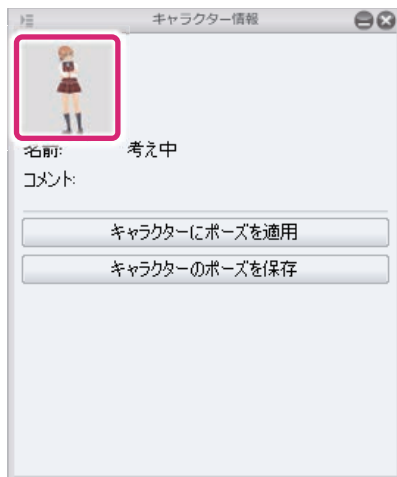 キャラクター情報
名前: 考え中
コメント:
キャラクターにポーズを適用
キャラクターのポーズを保存